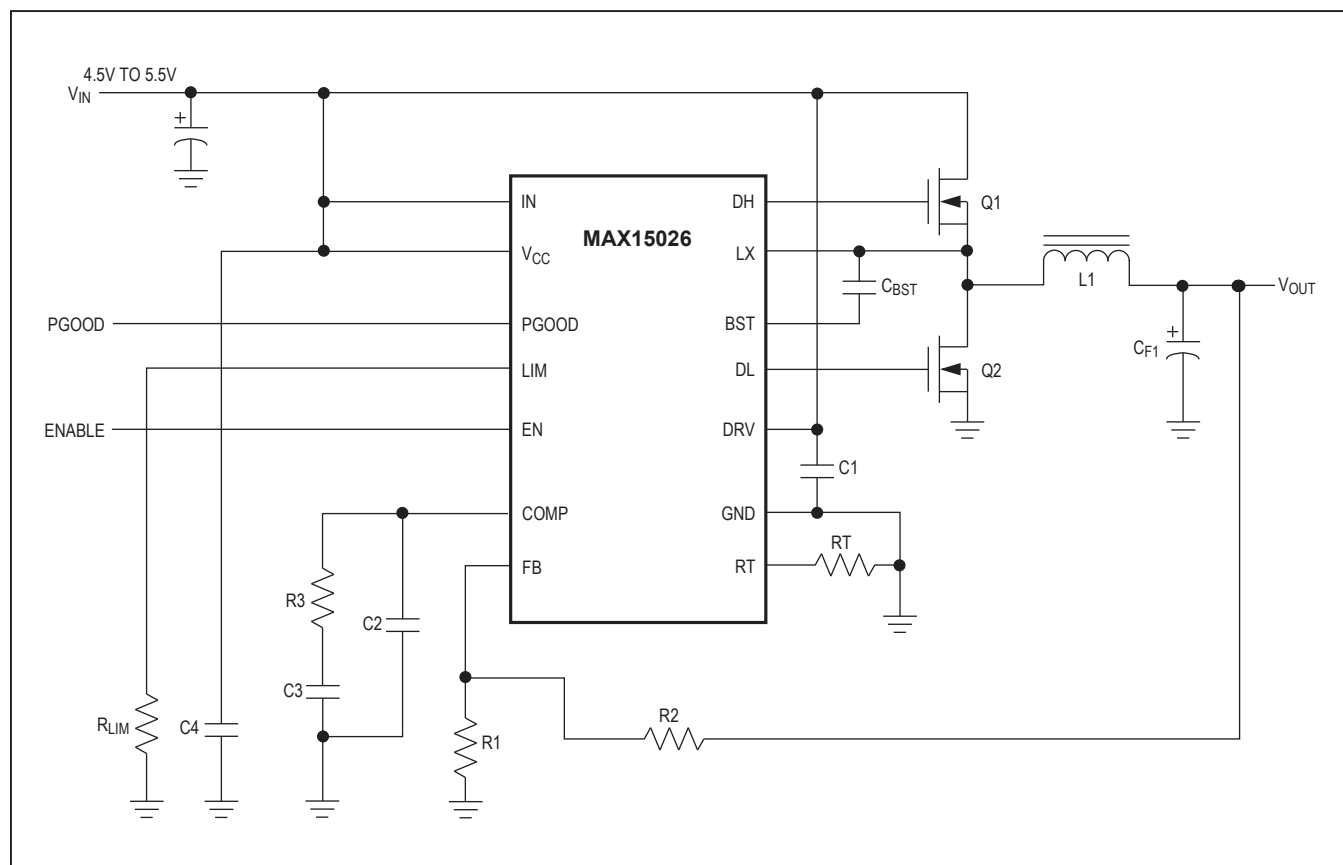 4.5V TO 5.5V
VIN
MAX15026
IN
VCC
PGOOD
PGOOD
LIM
ENABLE
EN
COMP
FB
DH
LX
BST
DL
DRV
GND
RT
Q1
Q2
CBST
L1
VOUT
CF1
C1
RT
R3
C2
C3
RLIM
C4
R1
R2